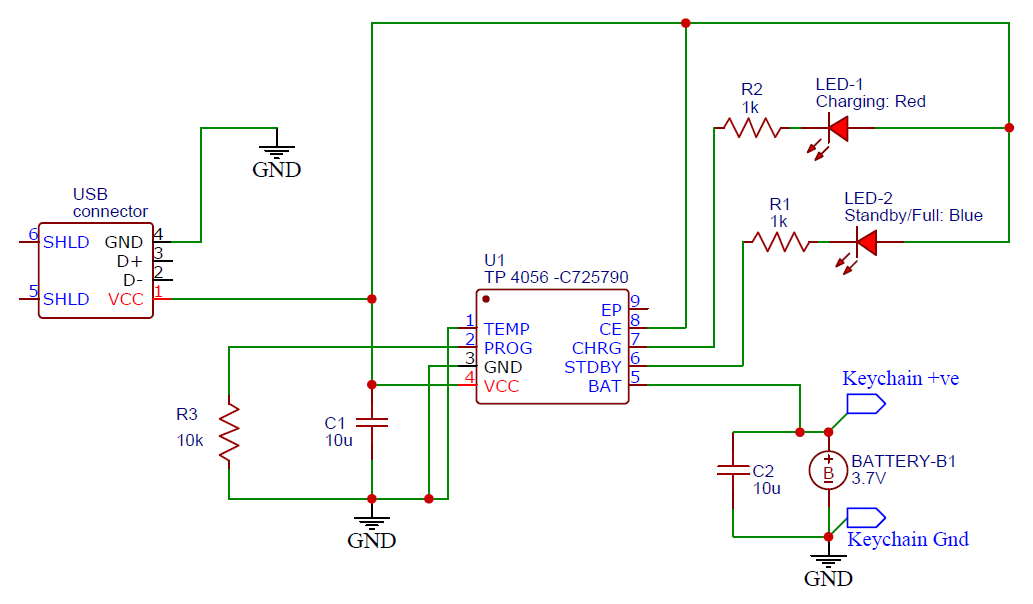 R2
1k
LED-1
Charging: Red
GND
USB
connector
6 SHLD GND 4
D+ 3
D- 2
5 SHLD VCC 1
R1
1k
LED-2
Standby/Full: Blue
U1
TP 4056 -C725790
EP 9
1 TEMP CE 8
2 PROG CHRG 7
3 GND STDBY 6
4 VCC BAT 5
R3
10k
C1
10u
GND
Keychain +ve
C2
10u
+
B
BATTERY-B1
3.7V
Keychain Gnd
GND